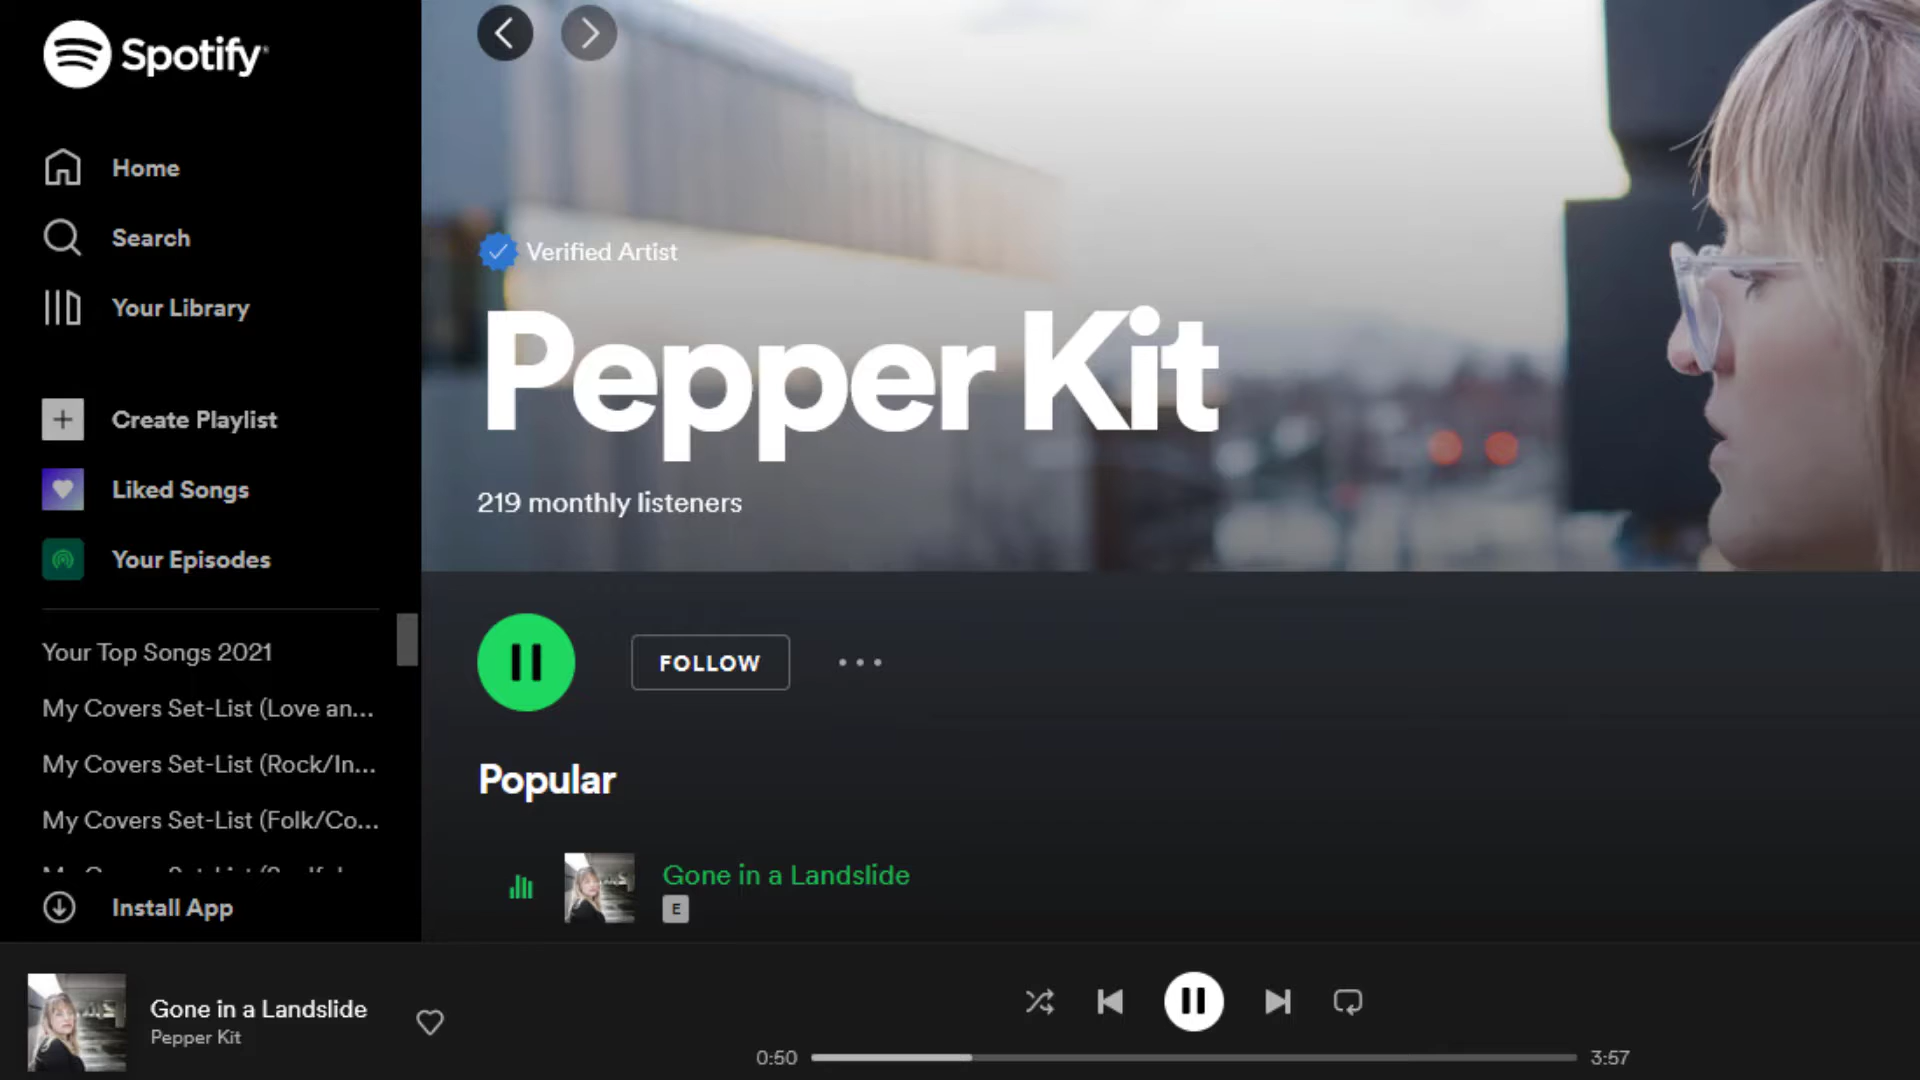 Spotify
Home
Search
Your Library
Create Playlist
Liked Songs
Your Episodes
Your Top Songs 2021
My Covers Set-List (Love an...
My Covers Set-List (Rock/In...
My Covers Set-List (Folk/Co...
Install App
Verified Artist
Pepper Kit
219 monthly listeners
FOLLOW
Popular
Gone in a Landslide
E
Gone in a Landslide
Pepper Kit
0:50
3:57